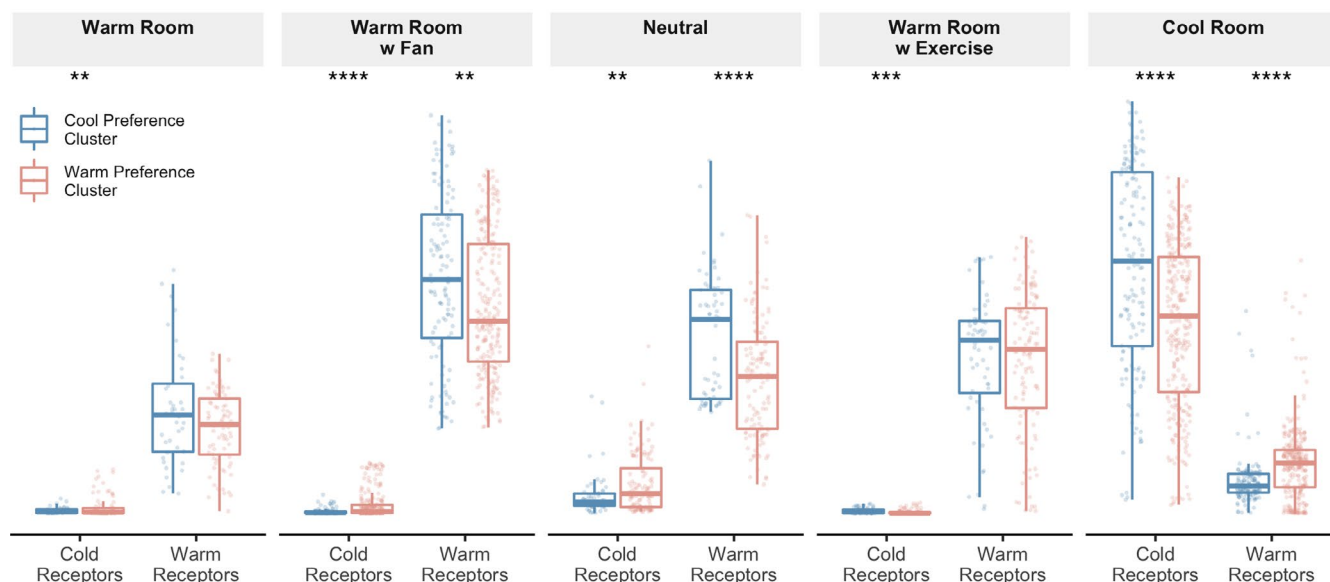 Warm Room
Warm Room
w Fan
Neutral
Warm Room
w Exercise
Cool Room
**
****
**
**
****
***
****
****
Cool Preference
Cluster
Warm Preference
Cluster
Cold
Receptors
Warm
Receptors
Cold
Receptors
Warm
Receptors
Cold
Receptors
Warm
Receptors
Cold
Receptors
Warm
Receptors
Cold
Receptors
Warm
Receptors